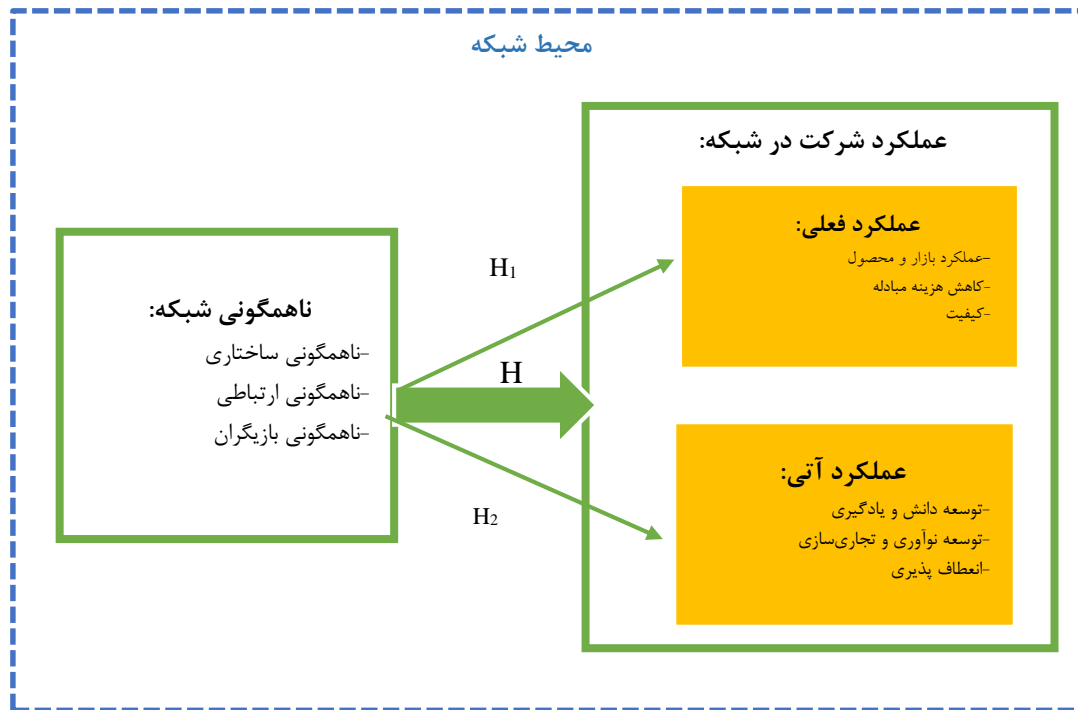 محیط شبکه
عملکرد شرکت در شبکه:
عملکرد فعلی:
-عملکرد بازار و محصول
-کاهش هزینه مبادله
-کیفیت
H₁
ناهمگونی شبکه:
-ناهمگونی ساختاری
-ناهمگونی ارتباطی
-ناهمگونی بازیگران
H
H₂
عملکرد آتی:
-توسعه دانش و یادگیری
-توسعه نوآوری و تجاری‌سازی
-انعطاف پذیری